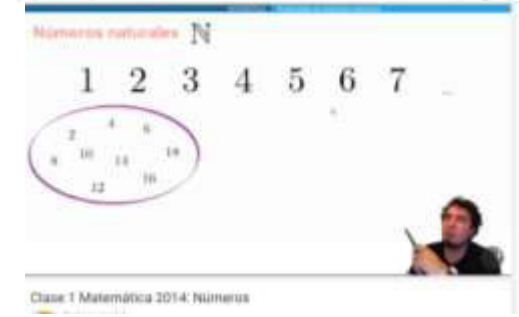 Números naturales ℕ
1 2 3 4 5 6 7 ...
2 4 6
8 10 14 18
12 16
Clase 1 Matemática 2014: Números